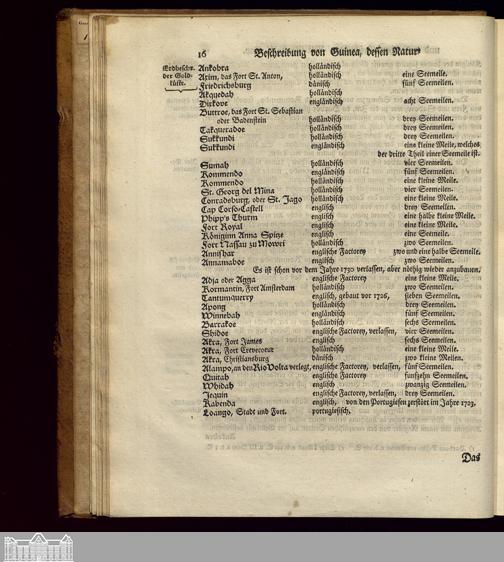 16 Beschreibung von Guinea, dessen Natur
Erdbeschr.
der Gold-
küste.
Ankobra holländisch
Axim, das Fort St. Anton, holländisch eine Seemeile.
Friedrichsburg dänisch fünf Seemeilen.
Akquedah holländisch
Dirkove engländisch acht Seemeilen.
Buttroe, das Fort St. Sebastian
oder Badenstein holländisch drey Seemeilen.
Takqueradoe holländisch drey Seemeilen.
Sukkundi holländisch drey Seemeilen.
Sukkundi engländisch eine kleine Meile, welches
der dritte Theil einer Seemeile ist.
Sumah holländisch vier Seemeilen.
Kommendo engländisch fünf Seemeilen.
Kommendo holländisch eine kleine Meile.
St. Georg del Mina holländisch vier Seemeilen.
Conradsburg, oder St. Jago holländisch eine kleine Meile.
Cap Corso-Castell englisch drey Seemeilen.
Phipp's Thurm englisch eine halbe kleine Meile.
Fort Royal englisch eine kleine Meile.
Königinn Anna Spitze englisch eine Seemeile.
Fort Nassau zu Mowri holländisch zwo Seemeilen.
Annishar englische Factorey zwo und eine halbe Seemeile.
Annamaboe englisch zwo Seemeilen.
Es ist schon vor dem Jahre 1730 verlassen, aber nöthig wieder anzubauen.
Adja oder Agga englische Factorey eine kleine Meile.
Kormantin, Fort Amsterdam holländisch zwo Seemeilen.
Tantumquerry englisch, gebaut vor 1726, sieben Seemeilen.
Apong holländisch drey Seemeilen.
Winnebah engländisch fünf Seemeilen.
Barrakoe holländisch sechs Seemeilen.
Shidoe englische Factorey, verlassen, vier Seemeilen.
Akra, Fort James englisch sechs Seemeilen.
Akra, Fort Crevecoeur holländisch eine kleine Meile.
Akra, Christiansburg dänisch zwo kleine Meilen.
Alampo, an den Rio Volta verlegt, englische Factorey, verlassen, fünf Seemeilen.
Quitah englische Factorey funfzehn Seemeilen.
Whidah englisch zwanzig Seemeilen.
Jaquin englische Factorey, verlassen, drey Seemeilen.
Kabenda englisch, von den Portugiesen zerstört im Jahre 1723.
Loango, Stadt und Fort. portugiesisch.
Das